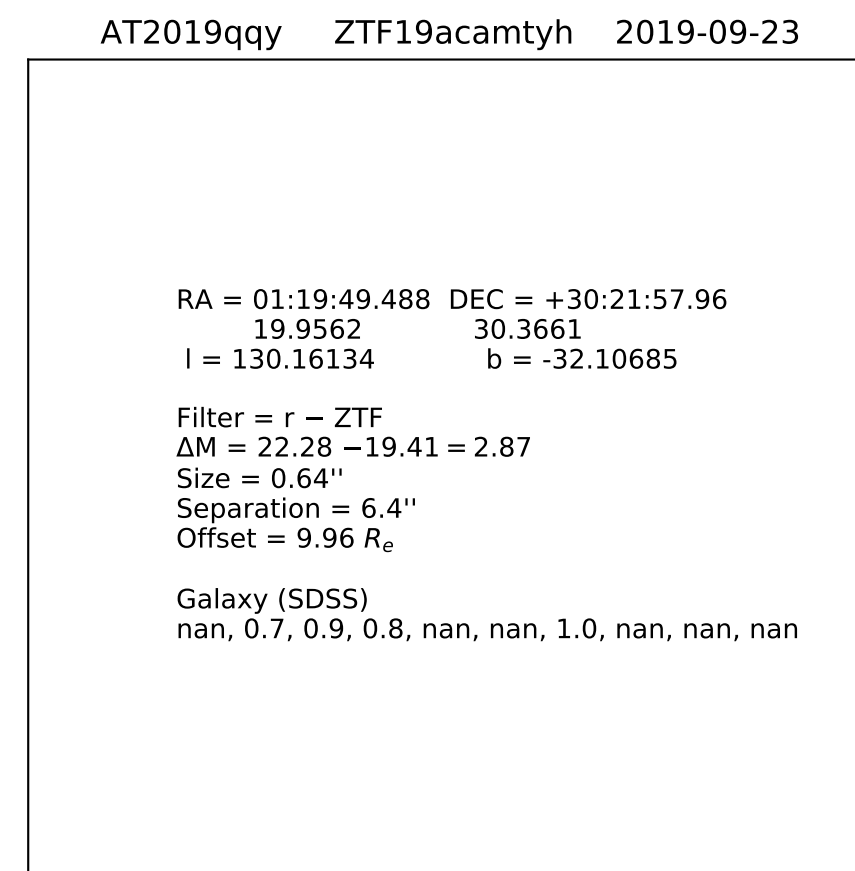 AT2019qqy ZTF19acamtyh 2019-09-23
RA = 01:19:49.488 DEC = +30:21:57.96
19.9562 30.3661
l = 130.16134 b = -32.10685
Filter = r − ZTF
ΔM = 22.28 −19.41 = 2.87
Size = 0.64''
Separation = 6.4''
Offset = 9.96 Re
Galaxy (SDSS)
nan, 0.7, 0.9, 0.8, nan, nan, 1.0, nan, nan, nan